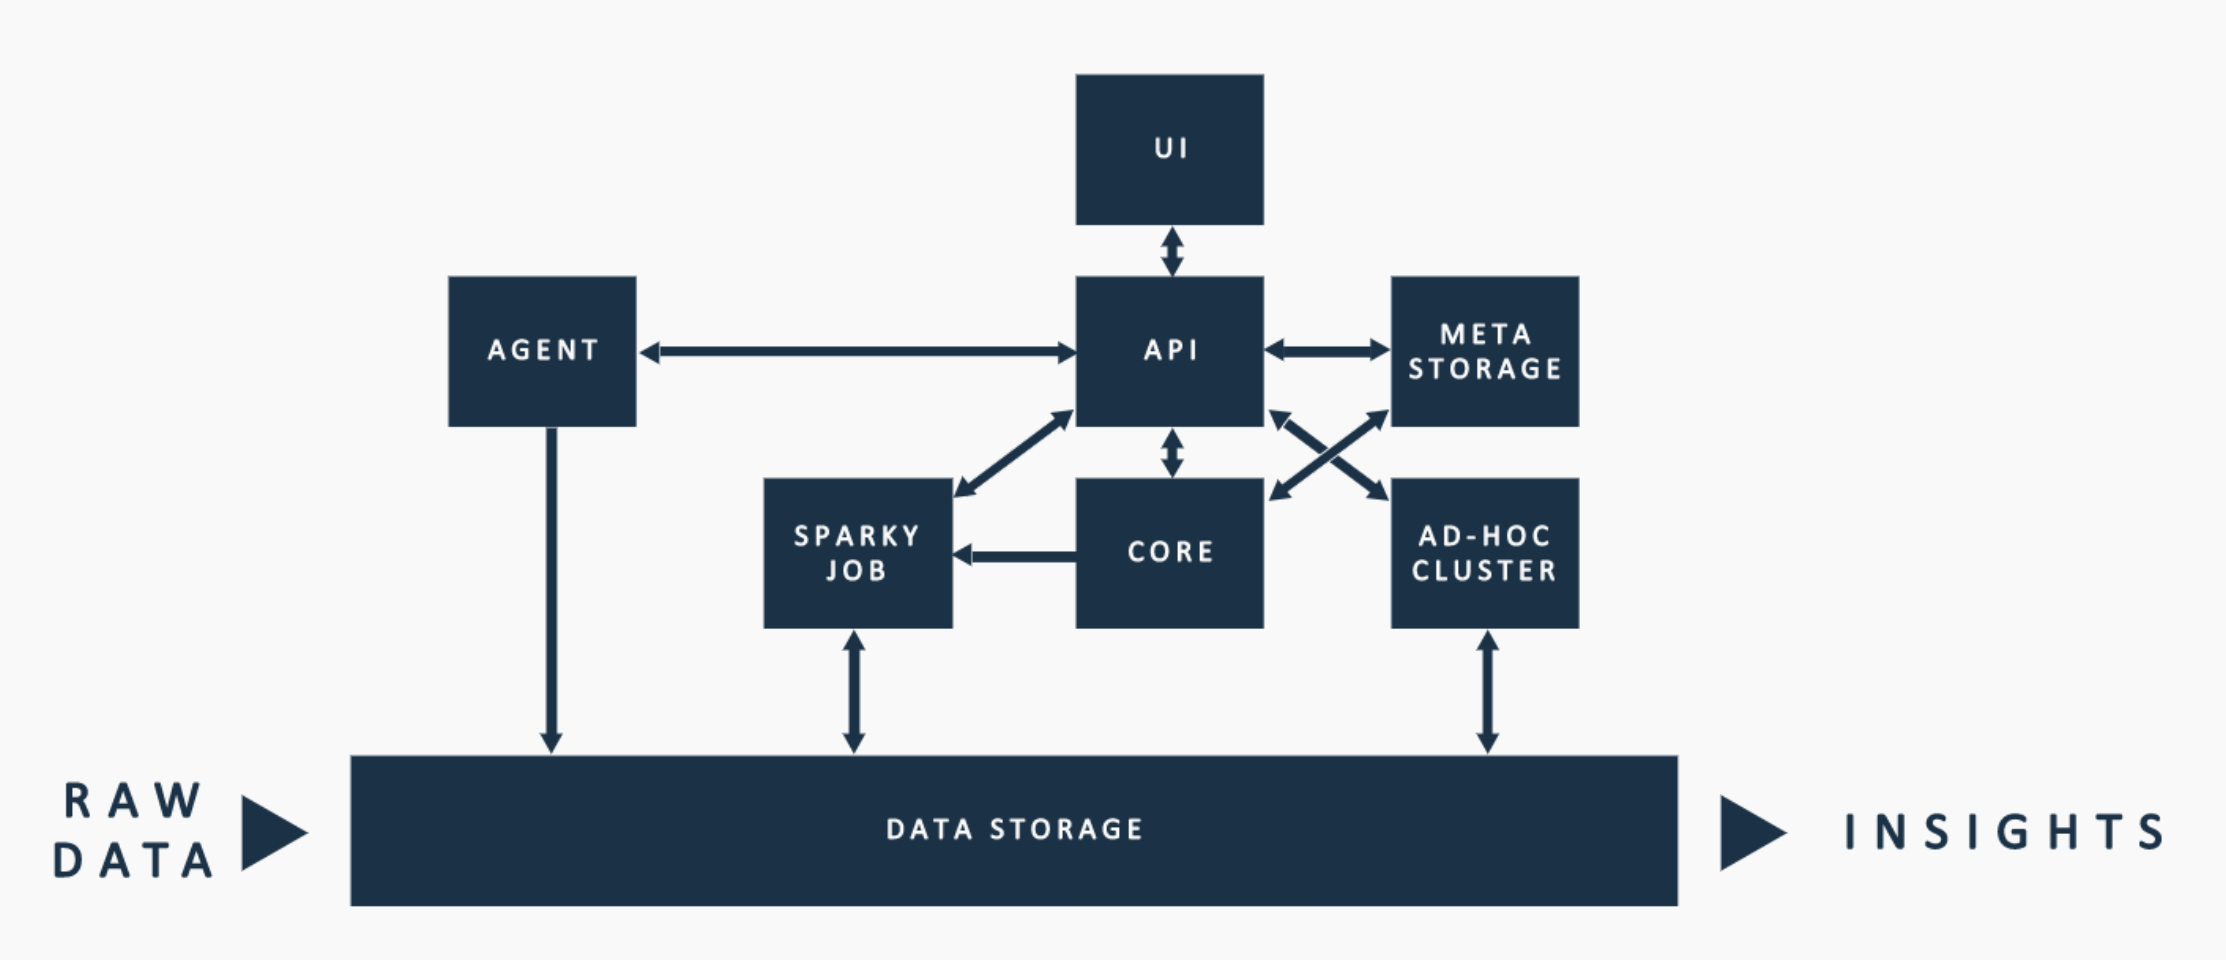 UI
AGENT
API
META
STORAGE
SPARKY
JOB
CORE
AD-HOC
CLUSTER
RAW
DATA
DATA STORAGE
INSIGHTS